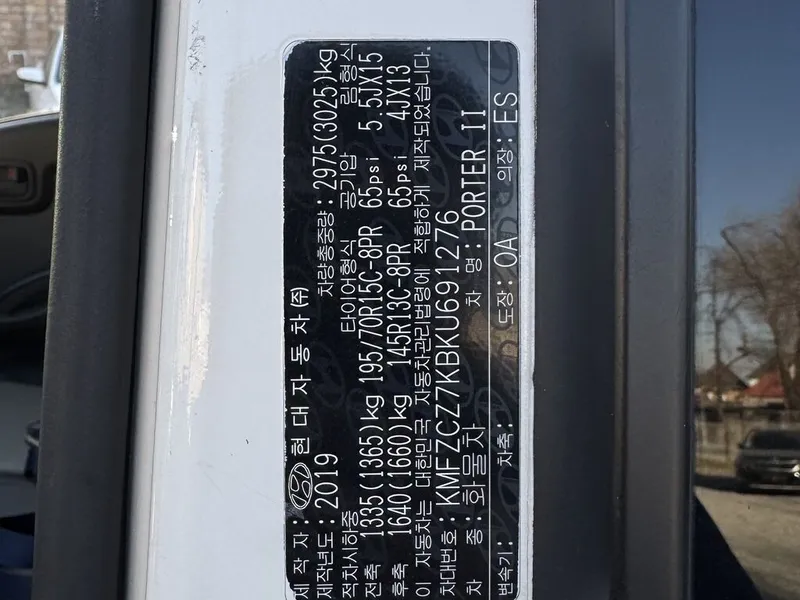 제 작 자 : 현 대 자 동 차 (주)
제작년도: 2019 차량총중량: 2975(3025)kg
적차시하중 타이어형식 공기압 림형식
전축 1335(1365)kg 195/70R15C-8PR 65psi 5.5JX15
후축 1640(1660)kg 145R13C-8PR 65psi 4JX13
이 자동차는 대한민국 자동차관리법령에 적합하게 제작되었습니다.
차대번호: KMFZCZ7KBKU691276
차 종: 화물차 차 명: PORTER II
변속기: 차축: 도장: OA 의장: ES